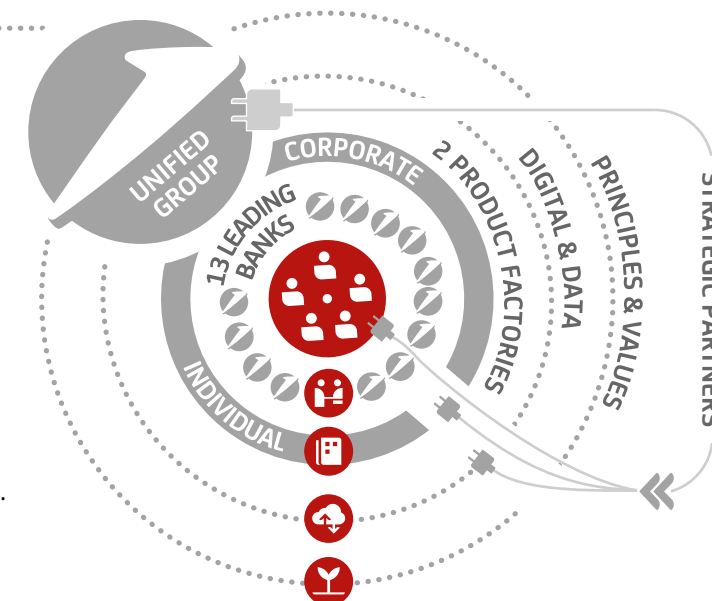 UNIFIED
GROUP
CORPORATE
13 LEADING
BANKS
INDIVIDUAL
2 PRODUCT FACTORIES
DIGITAL & DATA
PRINCIPLES & VALUES
STRATEGIC PARTNERS
.